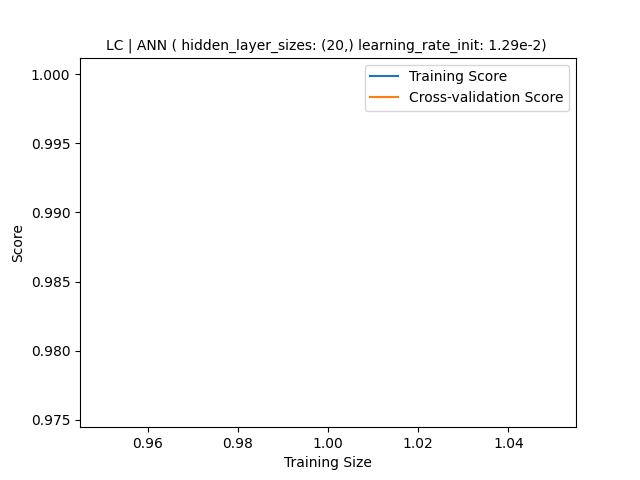 LC | ANN ( hidden_layer_sizes: (20,) learning_rate_init: 1.29e-2)
Training Score
Cross-validation Score
1.000
0.995
0.990
0.985
0.980
0.975
Score
0.96 0.98 1.00 1.02 1.04
Training Size